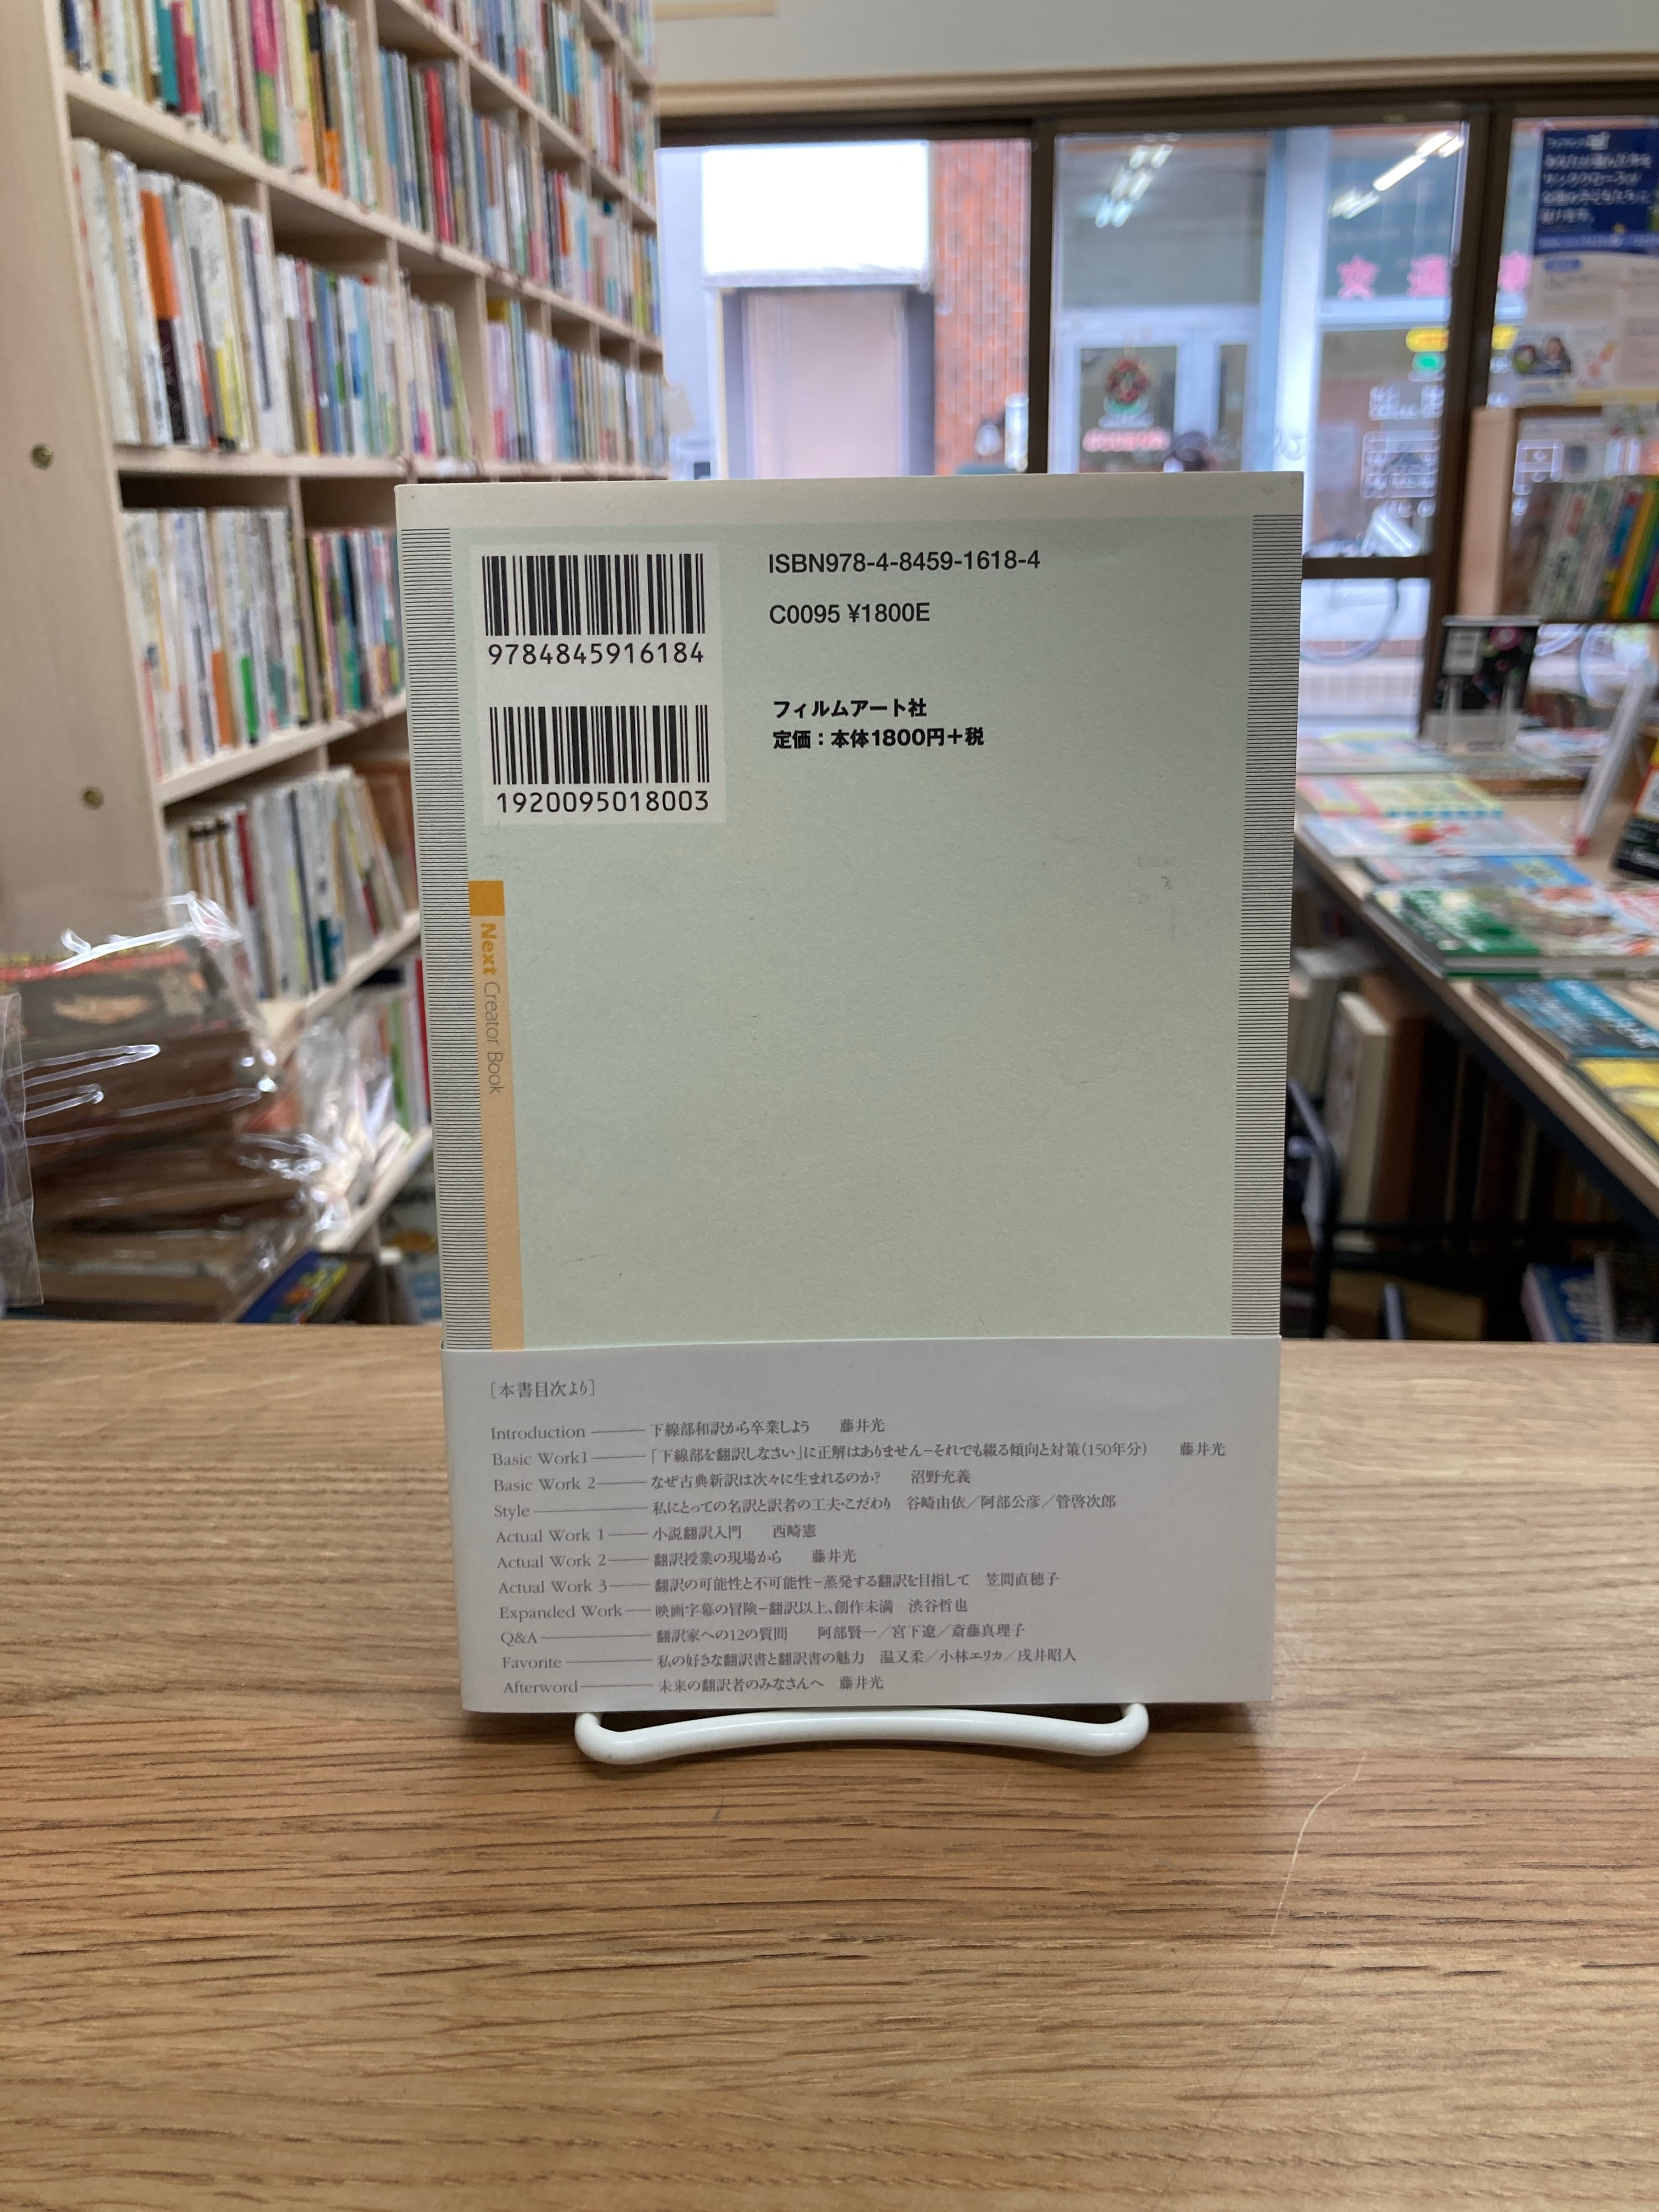 ISBN978-4-8459-1618-4
C0095 ¥1800E
9784845916184
フィルムアート社
定価：本体1800円＋税
1920095018003
Next Creator Book
［本書目次より］
Introduction 下線部和訳から卒業しよう 藤井光
Basic Work1 「下線部を翻訳しなさい」に正解はありません−それでも綴る傾向と対策（150年分） 藤井光
Basic Work 2 なぜ古典新訳は次々に生まれるのか？ 沼野充義
Style 私にとっての名訳と訳者の工夫・こだわり 谷崎由依／阿部公彦／管啓次郎
Actual Work 1 小説翻訳入門 西崎憲
Actual Work 2 翻訳授業の現場から 藤井光
Actual Work 3 翻訳の可能性と不可能性−蒸発する翻訳を目指して 笠間直穂子
Expanded Work 映画字幕の冒険−翻訳以上、創作未満 渋谷哲也
Q&A 翻訳家への12の質問 阿部賢一／宮下遼／斎藤真理子
Favorite 私の好きな翻訳書と翻訳書の魅力 温又柔／小林エリカ／戌井昭人
Afterword 未来の翻訳者のみなさんへ 藤井光